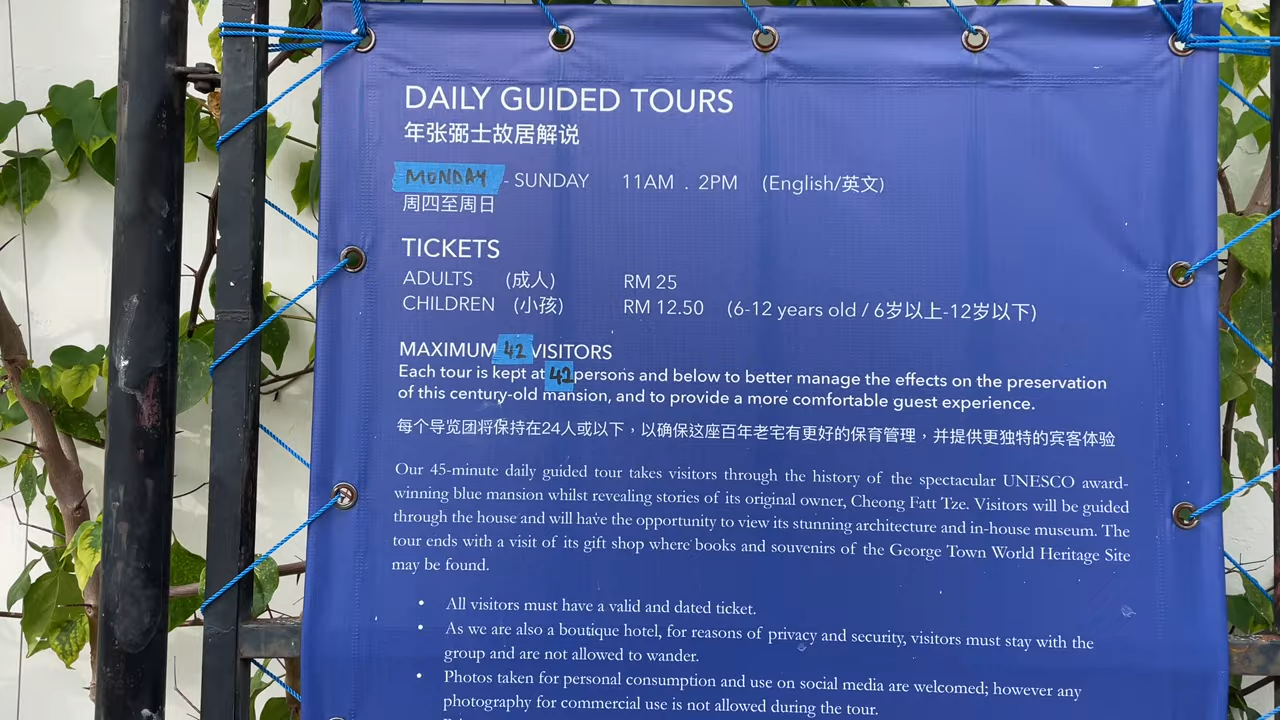 DAILY GUIDED TOURS
年张弼士故居解说
MONDAY - SUNDAY 11AM . 2PM (English/英文)
周四至周日
TICKETS
ADULTS (成人) RM 25
CHILDREN (小孩) RM 12.50 (6-12 years old / 6岁以上-12岁以下)
MAXIMUM 42 VISITORS
Each tour is kept at 42 persons and below to better manage the effects on the preservation
of this century-old mansion, and to provide a more comfortable guest experience.
每个导览团将保持在24人或以下，以确保这座百年老宅有更好的保育管理，并提供更独特的宾客体验
Our 45-minute daily guided tour takes visitors through the history of the spectacular UNESCO award-
winning blue mansion whilst revealing stories of its original owner, Cheong Fatt Tze. Visitors will be guided
through the house and will have the opportunity to view its stunning architecture and in-house museum. The
tour ends with a visit of its gift shop where books and souvenirs of the George Town World Heritage Site
may be found.
• All visitors must have a valid and dated ticket.
• As we are also a boutique hotel, for reasons of privacy and security, visitors must stay with the
group and are not allowed to wander.
• Photos taken for personal consumption and use on social media are welcomed; however any
photography for commercial use is not allowed during the tour.